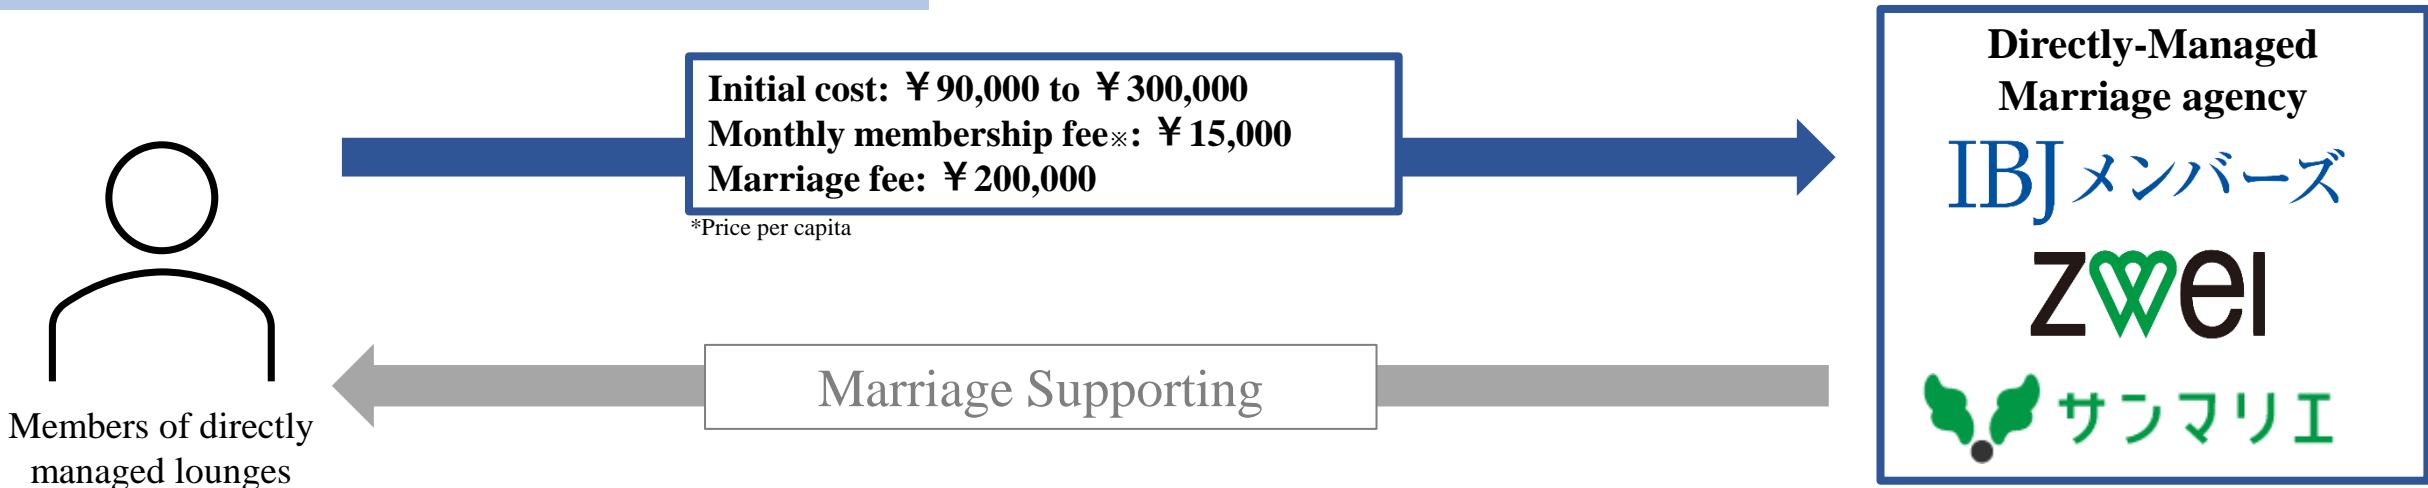 Directly-Managed
Marriage agency
Initial cost: ¥90,000 to ¥300,000
Monthly membership fee※: ¥15,000
Marriage fee: ¥200,000
*Price per capita
IBJメンバーズ
zwei
Marriage Supporting
サンマリエ
Members of directly
managed lounges